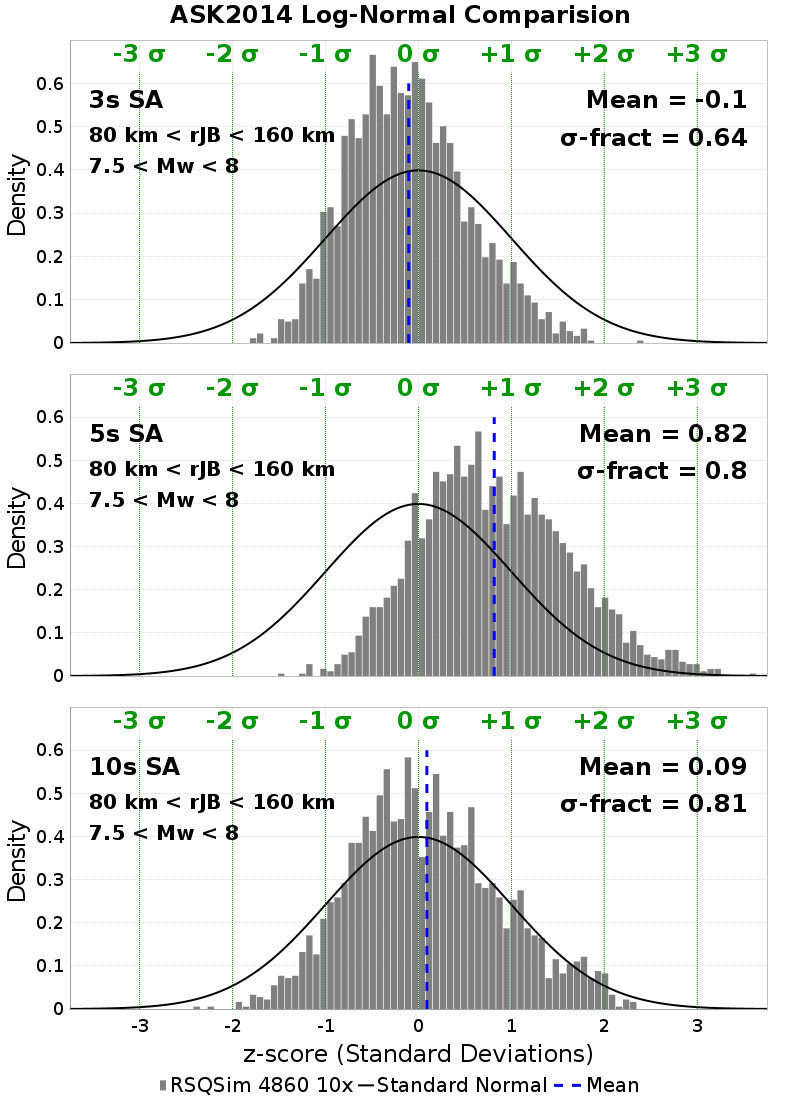 ASK2014 Log-Normal Comparision
-3 σ -2 σ -1 σ 0 σ +1 σ +2 σ +3 σ
3s SA
80 km < rJB < 160 km
7.5 < Mw < 8
Mean = -0.1
σ-fract = 0.64
Density
0.6
0.5
0.4
0.3
0.2
0.1
0
-3 σ -2 σ -1 σ 0 σ +1 σ +2 σ +3 σ
5s SA
80 km < rJB < 160 km
7.5 < Mw < 8
Mean = 0.82
σ-fract = 0.8
Density
0.6
0.5
0.4
0.3
0.2
0.1
0
-3 σ -2 σ -1 σ 0 σ +1 σ +2 σ +3 σ
10s SA
80 km < rJB < 160 km
7.5 < Mw < 8
Mean = 0.09
σ-fract = 0.81
Density
0.6
0.5
0.4
0.3
0.2
0.1
0
-3 -2 -1 0 1 2 3
z-score (Standard Deviations)
RSQSim 4860 10x Standard Normal Mean